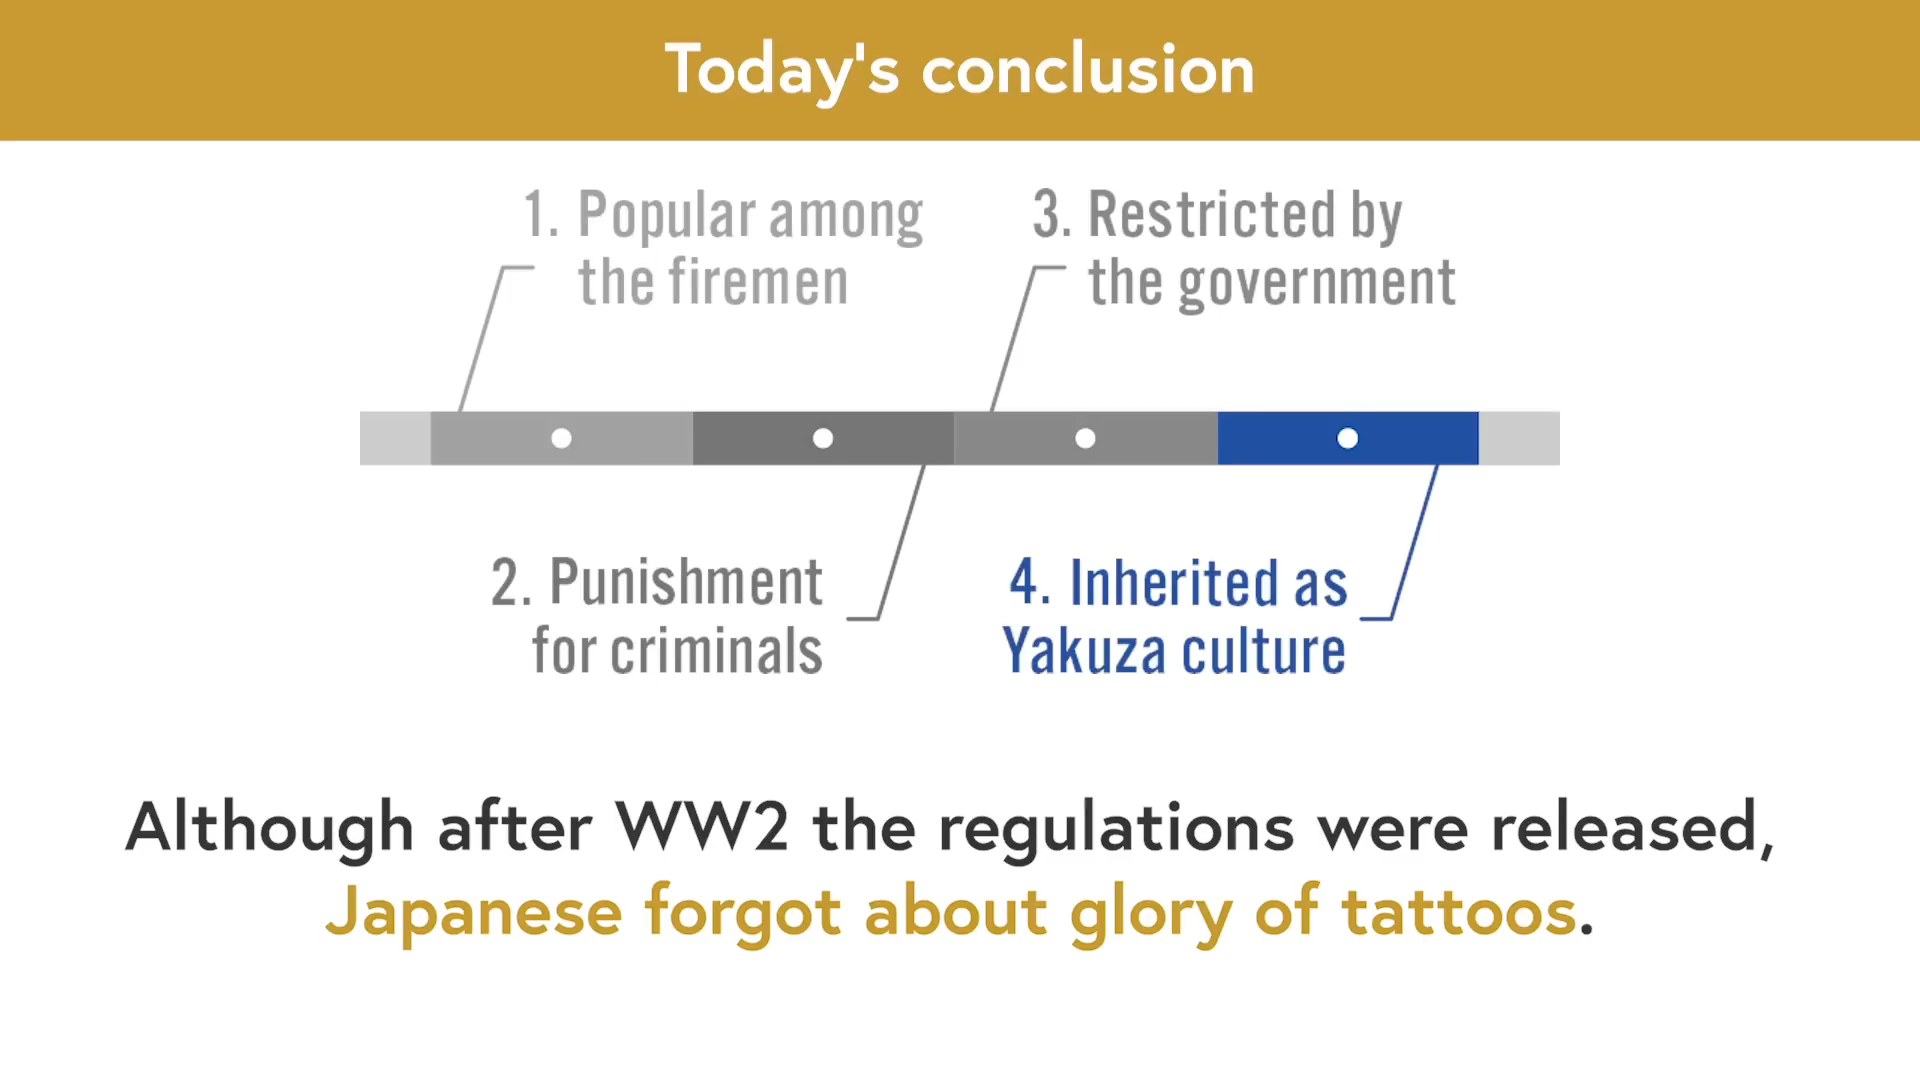 Today's conclusion
1. Popular among
the firemen
3. Restricted by
the government
2. Punishment
for criminals
4. Inherited as
Yakuza culture
Although after WW2 the regulations were released,
Japanese forgot about glory of tattoos.